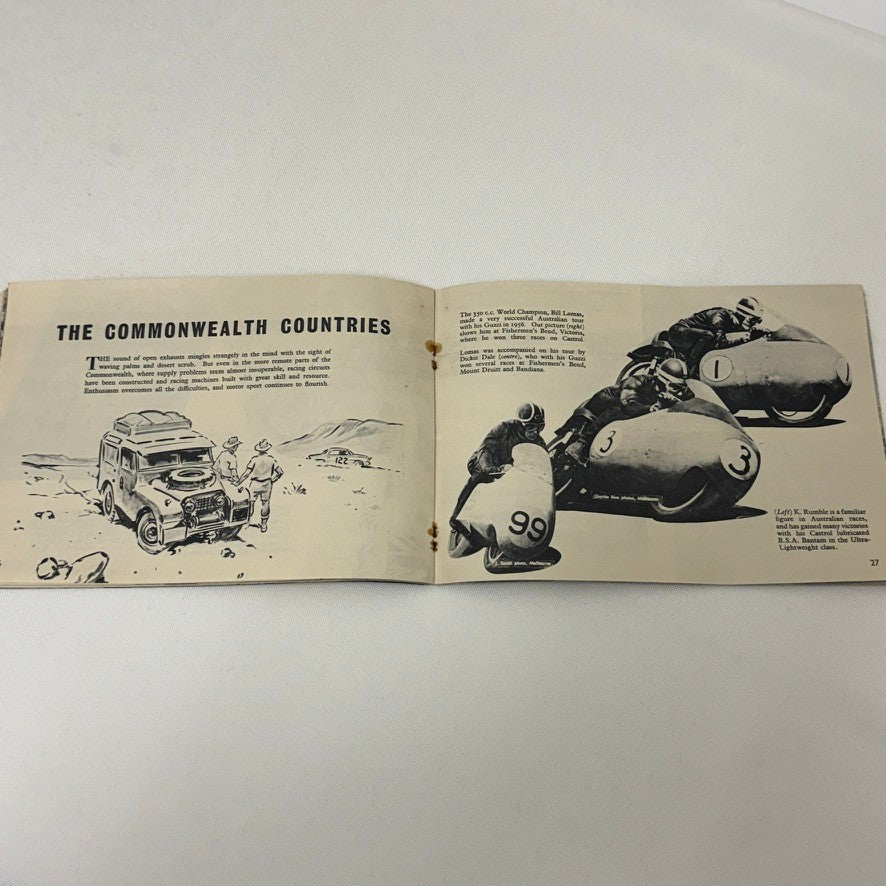 THE COMMONWEALTH COUNTRIES
THE sound of open exhausts mingles strangely in the mind with the sight of
waving palms and desert scrub. But even in the more remote parts of the
Commonwealth, where supply problems seem almost insuperable, racing circuits
have been constructed and racing machines built with great skill and resource.
Enthusiasm overcomes all the difficulties, and motor sport continues to flourish.
122
The 350 c.c. World Champion, Bill Lomas,
made a very successful Australian tour
with his Guzzi in 1956. Our picture (right)
shows him at Fishermen's Bend, Victoria,
where he won three races on Castrol.
Lomas was accompanied on his tour by
Dickie Dale (centre), who with his Guzzi
won several races at Fishermen's Bend,
Mount Druitt and Bandiana.
1
3
3
99
Charles Rice photos, Melbourne
Smith photo, Melbourne
(Left) K. Rumble is a familiar
figure in Australian races,
and has gained many victories
with his Castrol lubricated
B.S.A. Bantam in the Ultra-
Lightweight class.
27